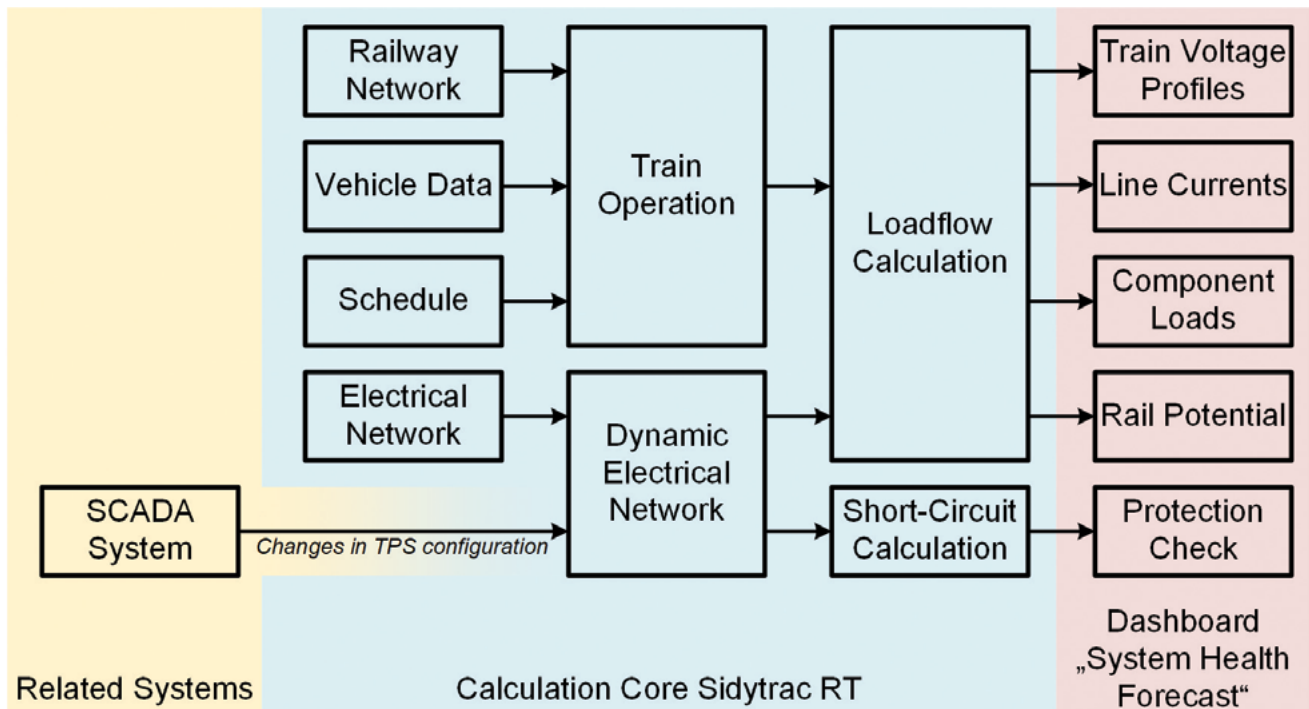 Railway
Network
Vehicle Data
Schedule
Electrical
Network
SCADA
System
Changes in TPS configuration
Train
Operation
Dynamic
Electrical
Network
Loadflow
Calculation
Short-Circuit
Calculation
Train Voltage
Profiles
Line Currents
Component
Loads
Rail Potential
Protection
Check
Related Systems
Calculation Core Sidytrac RT
Dashboard
„System Health
Forecast“